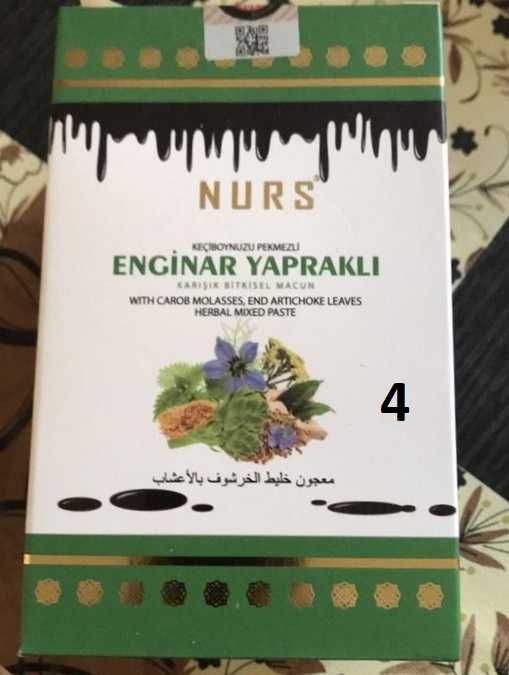 NURS®
KEÇİBOYNUZU PEKMEZLİ
ENGİNAR YAPRAKLI
KARIŞIK BİTKİSEL MACUN
WITH CAROB MOLASSES, END ARTICHOKE LEAVES
HERBAL MIXED PASTE
4
معجون خليط الخرشوف بالأعشاب